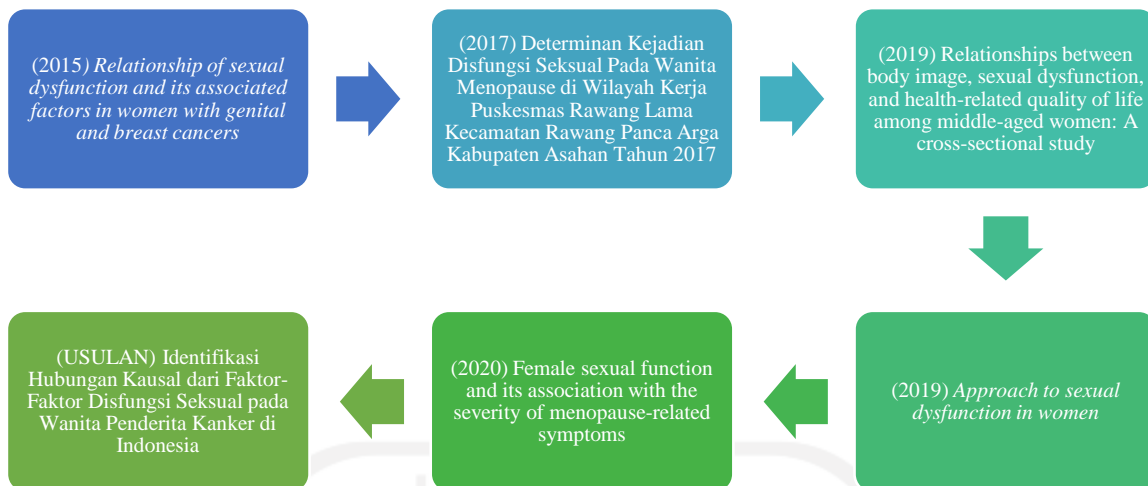 (2015) Relationship of sexual
dysfunction and its associated
factors in women with genital
and breast cancers
(2017) Determinan Kejadian
Disfungsi Seksual Pada Wanita
Menopause di Wilayah Kerja
Puskesmas Rawang Lama
Kecamatan Rawang Panca Arga
Kabupaten Asahan Tahun 2017
(2019) Relationships between
body image, sexual dysfunction,
and health-related quality of life
among middle-aged women: A
cross-sectional study
(2019) Approach to sexual
dysfunction in women
(2020) Female sexual function
and its association with the
severity of menopause-related
symptoms
(USULAN) Identifikasi
Hubungan Kausal dari Faktor-
Faktor Disfungsi Seksual pada
Wanita Penderita Kanker di
Indonesia